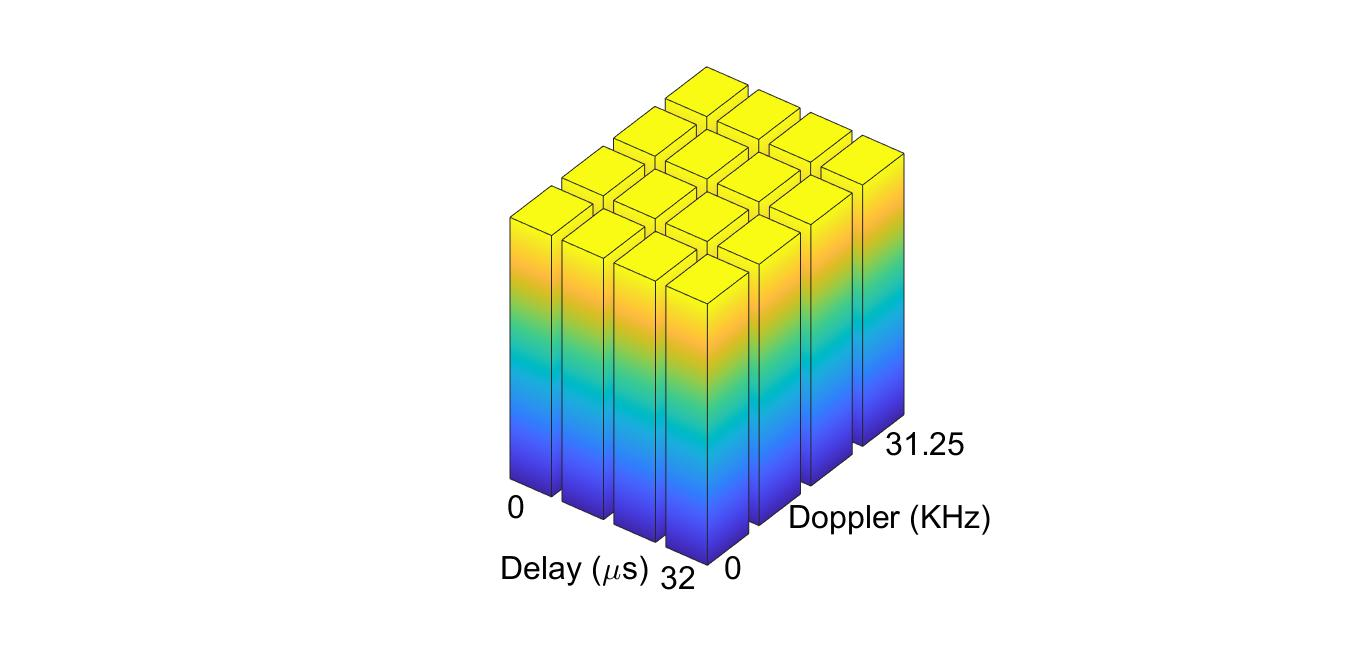 31.25
0
Doppler (KHz)
Delay (μs)
32
0